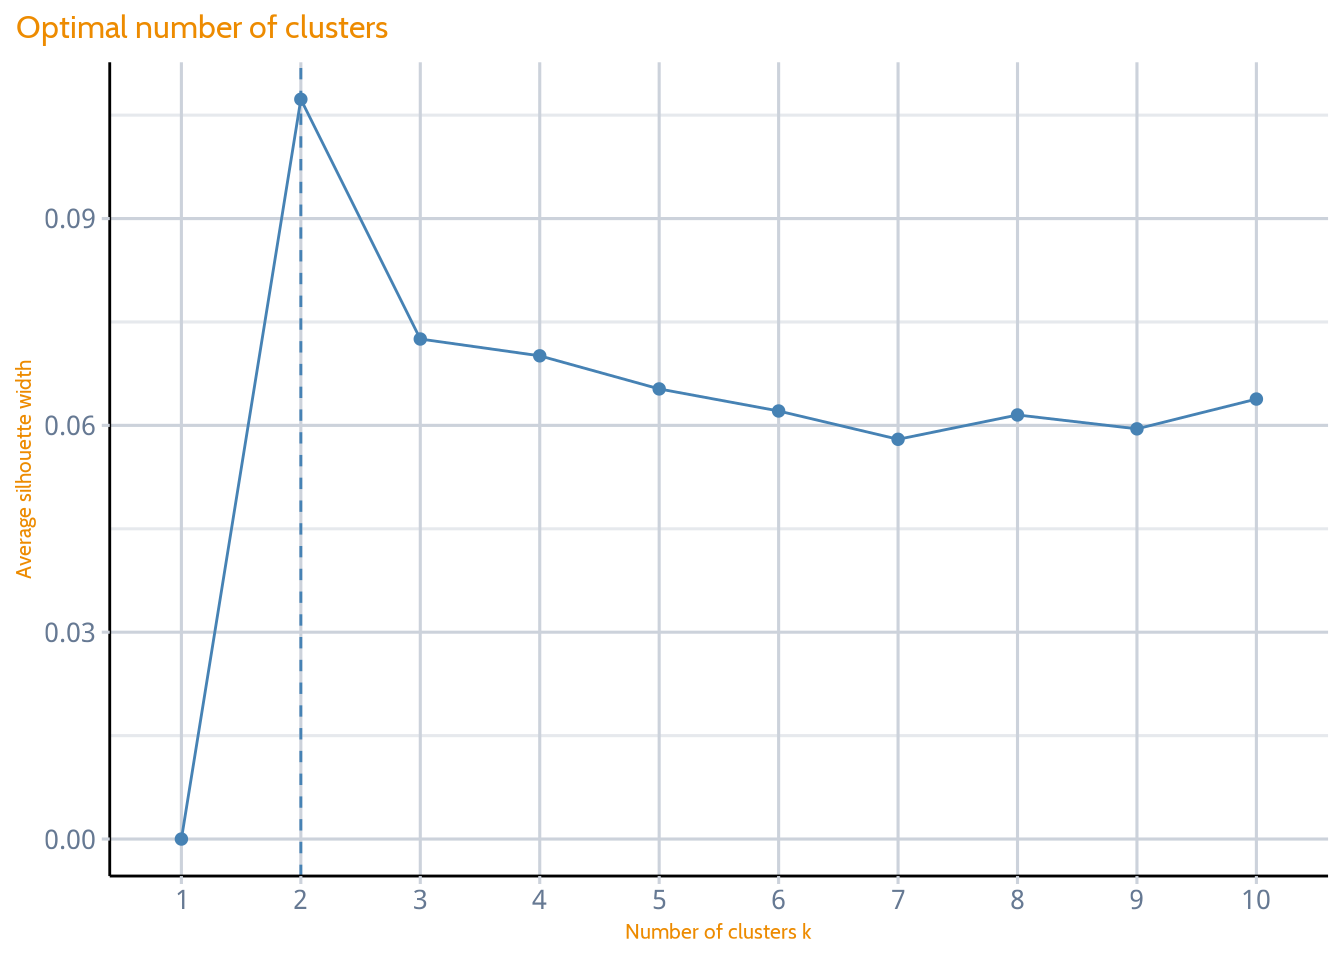 Optimal number of clusters
Average silhouette width
0.09
0.06
0.03
0.00
1 2 3 4 5 6 7 8 9 10
Number of clusters k